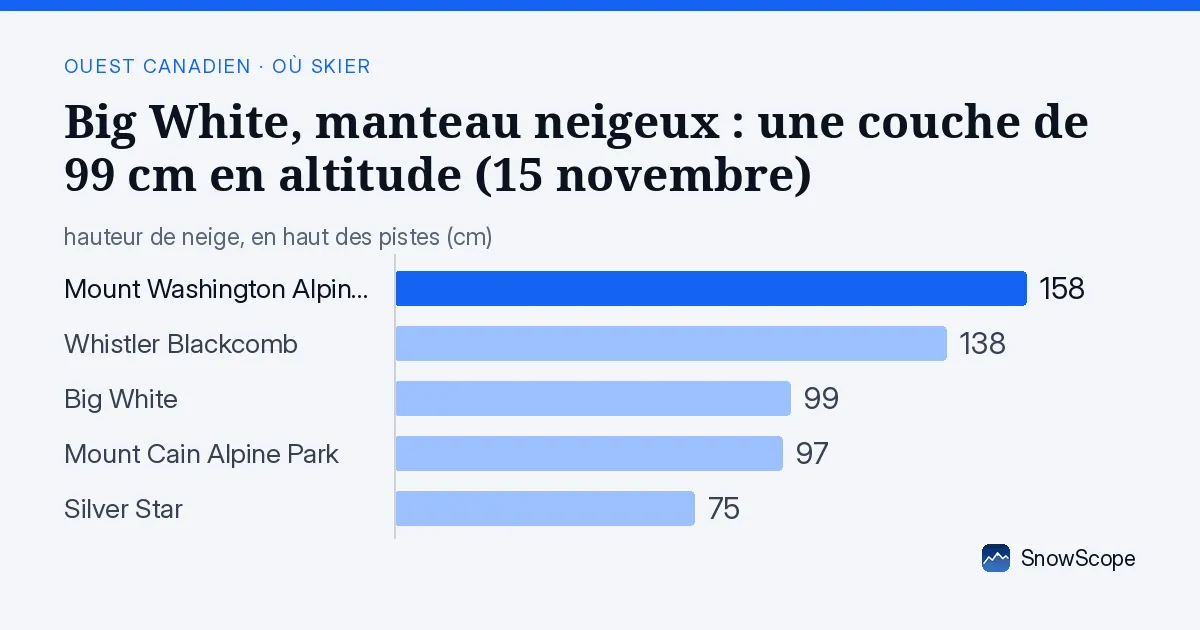 OUEST CANADIEN · OÙ SKIER
Big White, manteau neigeux : une couche de
99 cm en altitude (15 novembre)
hauteur de neige, en haut des pistes (cm)
Mount Washington Alpin... 158
Whistler Blackcomb 138
Big White 99
Mount Cain Alpine Park 97
Silver Star 75
SnowScope